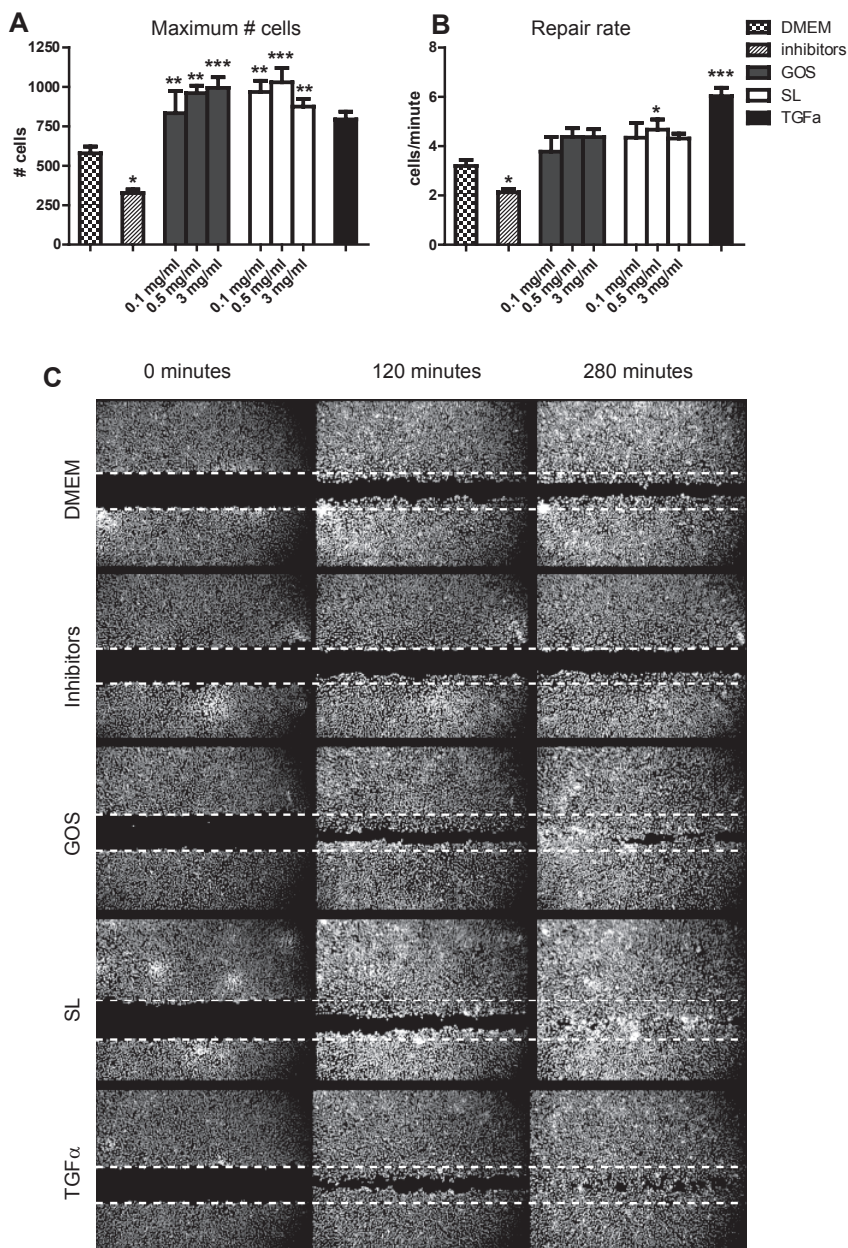 A
Maximum # cells
# cells
1250
1000
750
500
250
0
*
**
**
***
**
***
**
0.1 mg/ml
0.5 mg/ml
3 mg/ml
0.1 mg/ml
0.5 mg/ml
3 mg/ml
B
Repair rate
cells/minute
8
6
4
2
0
*
*
***
0.1 mg/ml
0.5 mg/ml
3 mg/ml
0.1 mg/ml
0.5 mg/ml
3 mg/ml
DMEM
inhibitors
GOS
SL
TGFa
C
0 minutes
120 minutes
280 minutes
DMEM
Inhibitors
GOS
SL
TGFα